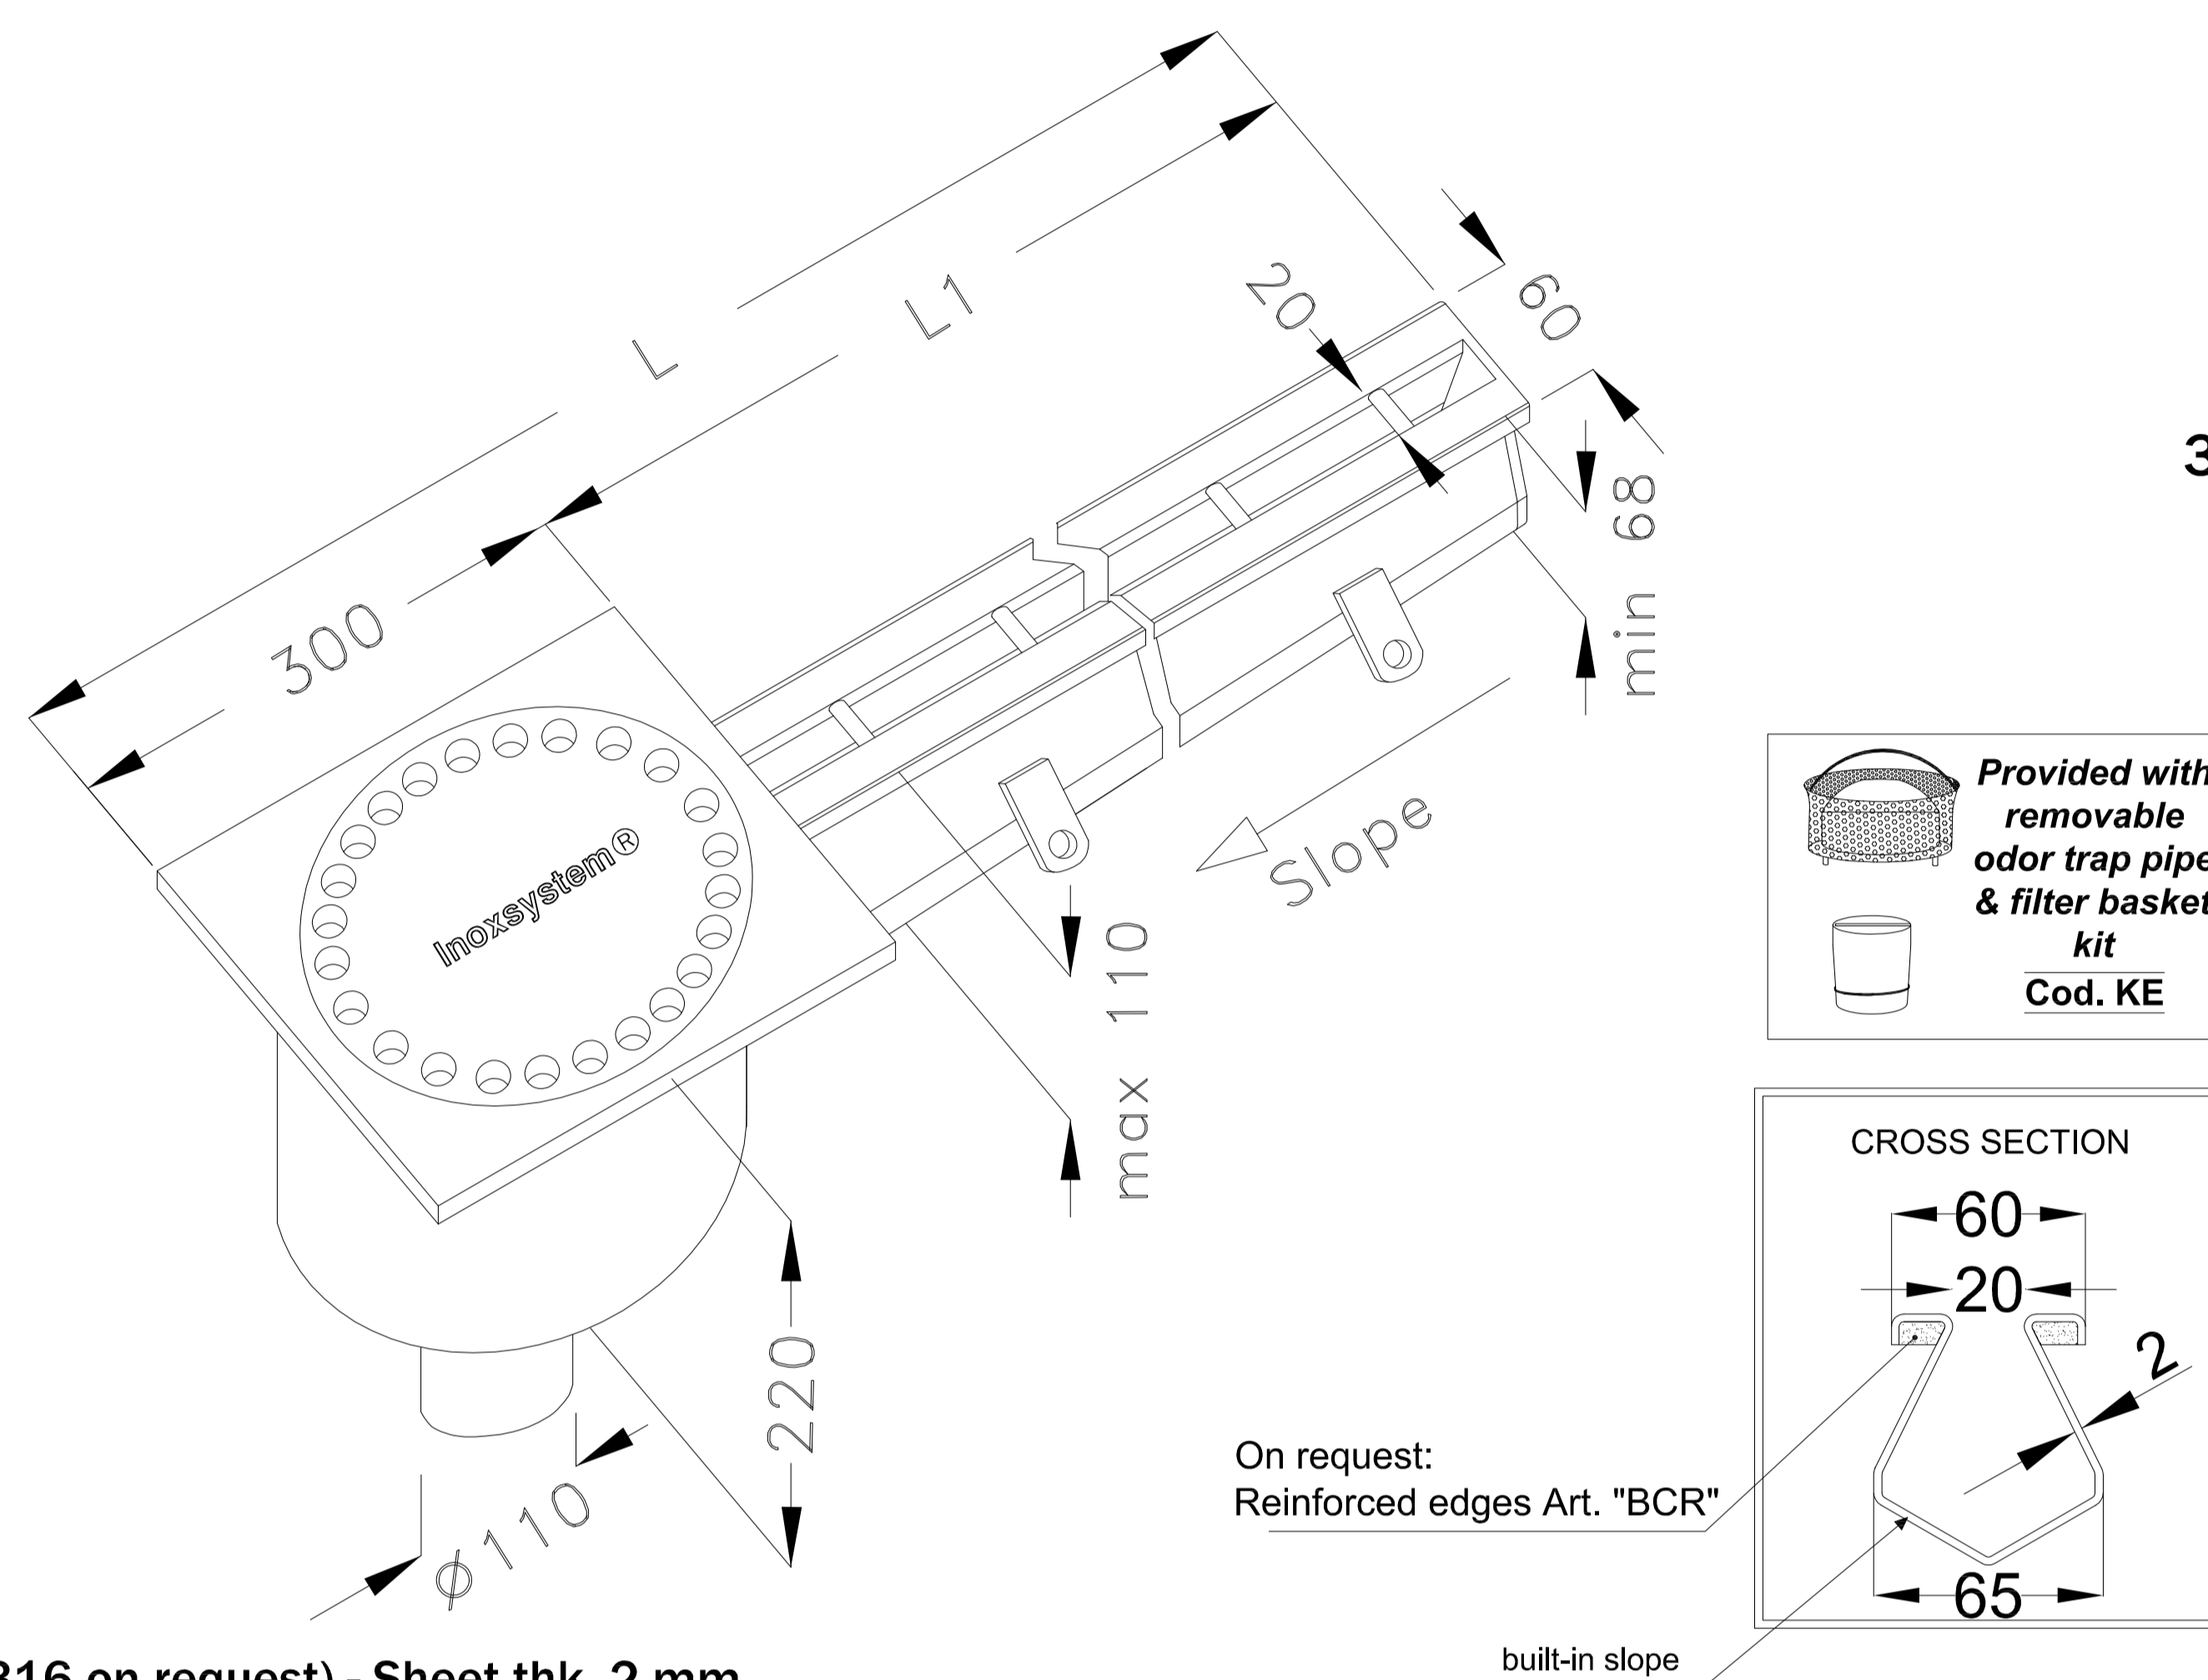 L
L1
20
60
300
min 68
3
Inoxsystem®
Slope
max 110
220
ø110
Provided with
removable
odor trap pipe
& filter basket
kit
Cod. KE
CROSS SECTION
60
20
2
65
On request:
Reinforced edges Art. "BCR"
built-in slope
316 on request) - Sheet thk. 2 mm